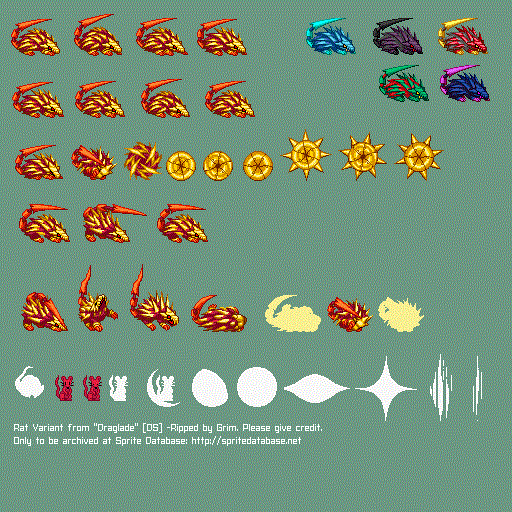 Rat Variant from "Draglade" [DS] -Ripped by Grim. Please give credit.
Only to be archived at Sprite Database: http://spritedatabase.net